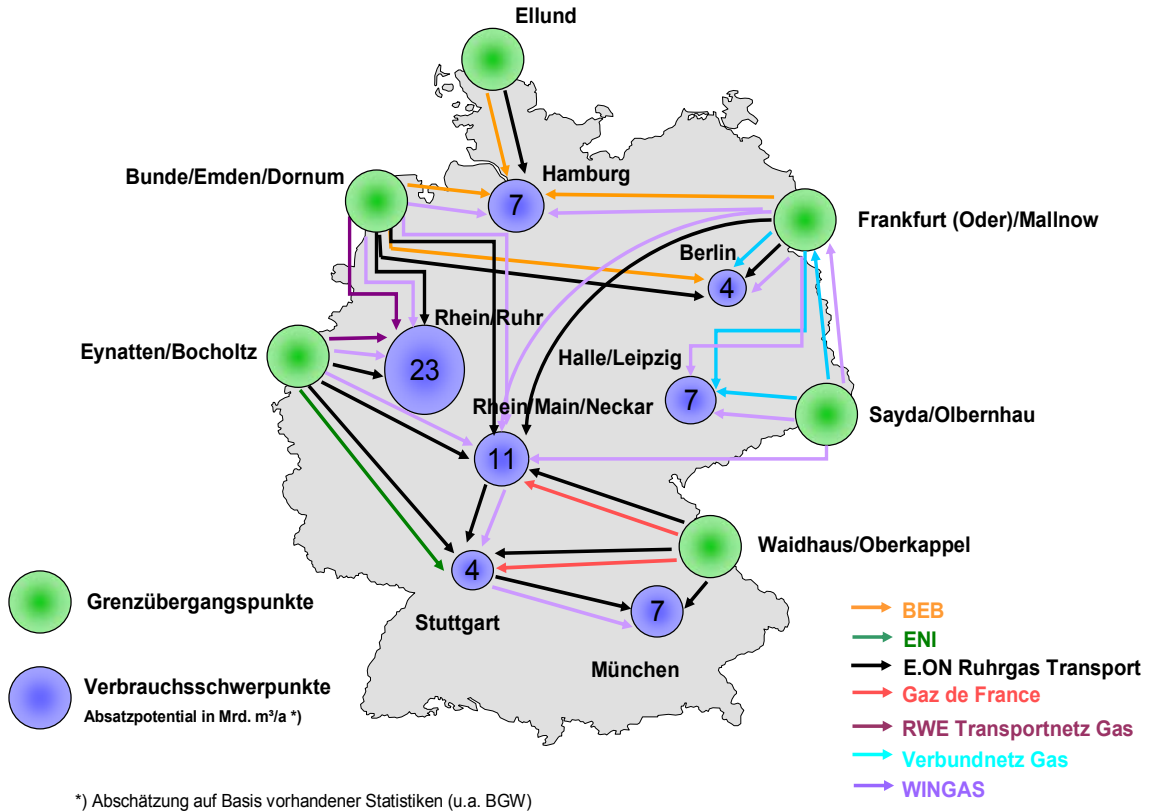 Ellund
Bunde/Emden/Dornum
Hamburg
7
Frankfurt (Oder)/Mallnow
Berlin
4
Rhein/Ruhr
Eynatten/Bocholtz
23
Halle/Leipzig
7
Sayda/Olbernhau
Rhein/Main/Neckar
11
Waidhaus/Oberkappel
4
Stuttgart
7
München
Grenzübergangspunkte
Verbrauchsschwerpunkte
Absatzpotential in Mrd. m³/a *)
BEB
ENI
E.ON Ruhrgas Transport
Gaz de France
RWE Transportnetz Gas
Verbundnetz Gas
WINGAS
*) Abschätzung auf Basis vorhandener Statistiken (u.a. BGW)